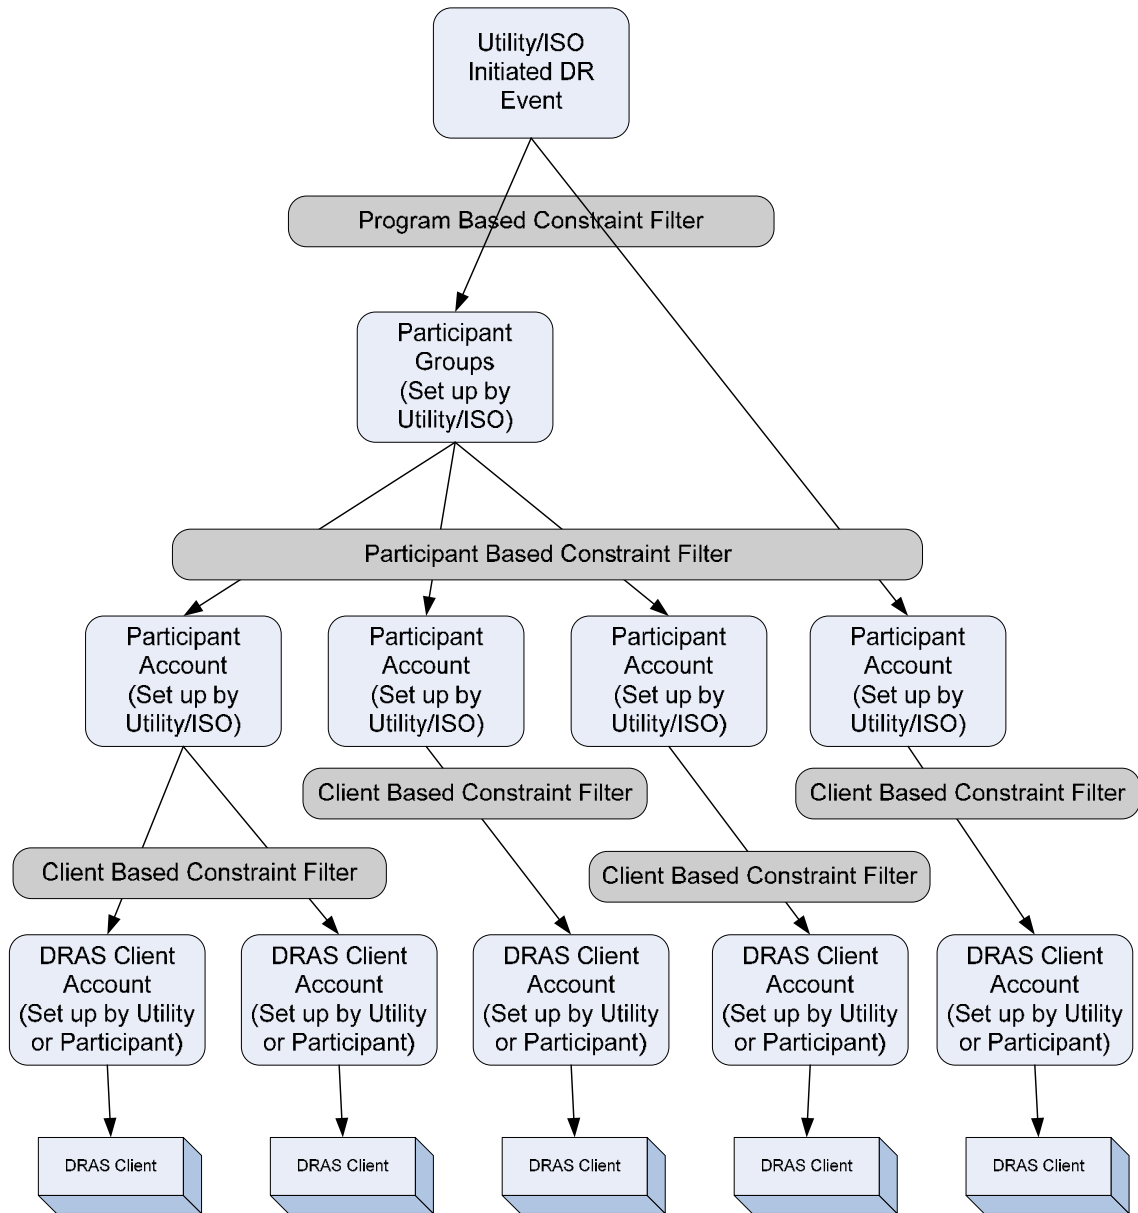 Utility/ISO
Initiated DR
Event
Program Based Constraint Filter
Participant
Groups
(Set up by
Utility/ISO)
Participant Based Constraint Filter
Participant
Account
(Set up by
Utility/ISO)
Participant
Account
(Set up by
Utility/ISO)
Participant
Account
(Set up by
Utility/ISO)
Participant
Account
(Set up by
Utility/ISO)
Client Based Constraint Filter
Client Based Constraint Filter
Client Based Constraint Filter
Client Based Constraint Filter
DRAS Client
Account
(Set up by Utility
or Participant)
DRAS Client
Account
(Set up by Utility
or Participant)
DRAS Client
Account
(Set up by Utility
or Participant)
DRAS Client
Account
(Set up by Utility
or Participant)
DRAS Client
Account
(Set up by Utility
or Participant)
DRAS Client
DRAS Client
DRAS Client
DRAS Client
DRAS Client